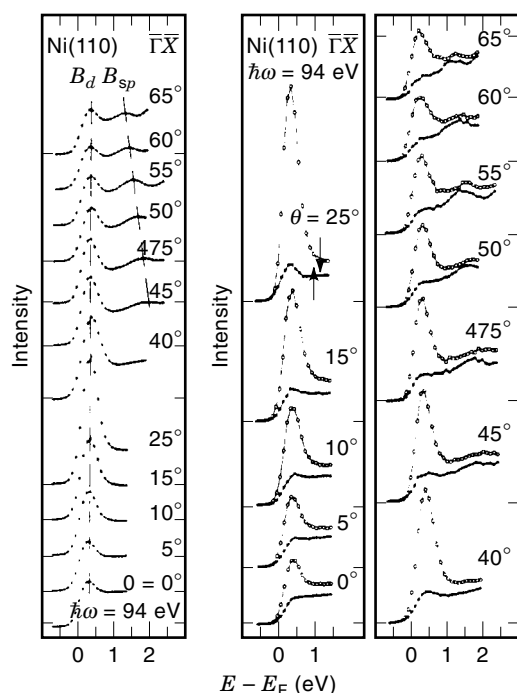 Ni(110) Γ̅X̅
B_d B_sp
65°
60°
55°
50°
475°
45°
40°
25°
15°
10°
5°
0 = 0°
ħω = 94 eV
0 1 2
Intensity
Ni(110) Γ̅X̅
ħω = 94 eV
θ = 25°
15°
10°
5°
0°
0 1
Intensity
65°
60°
55°
50°
475°
45°
40°
0 1 2
E – E_F (eV)